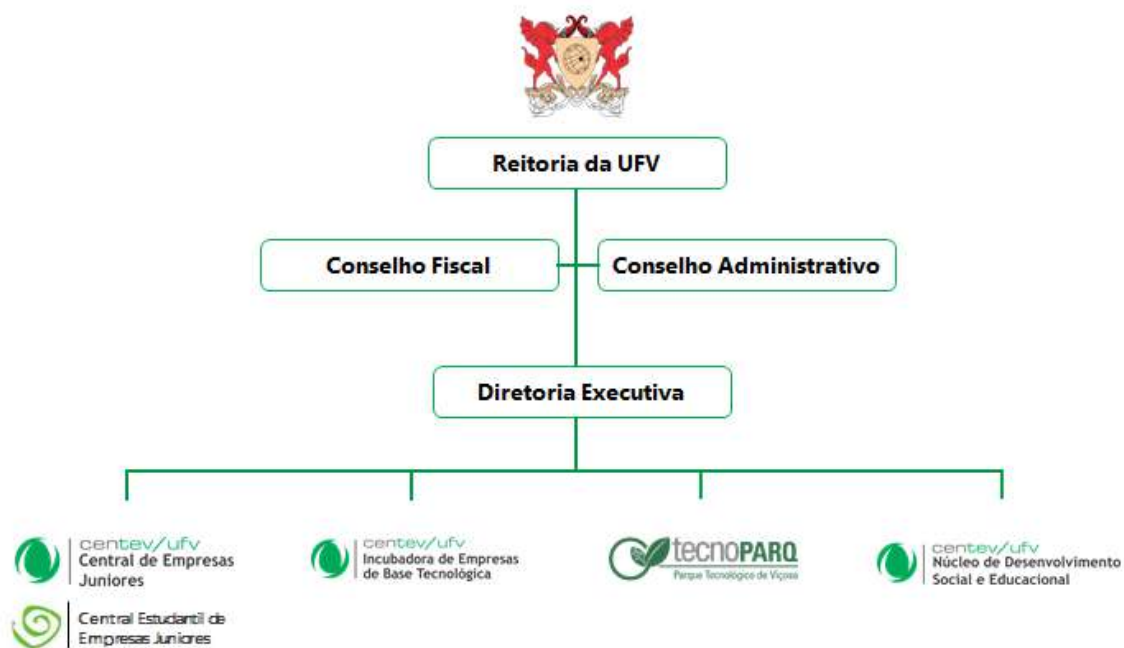 Reitoria da UFV
Conselho Fiscal
Conselho Administrativo
Diretoria Executiva
centev/ufv
Central de Empresas
Juniores
Central Estudantil de
Empresas Juniores
centev/ufv
Incubadora de Empresas
de Base Tecnológica
tecnoPARQ
Parque Tecnológico de Viçosa
centev/ufv
Núcleo de Desenvolvimento
Social e Educacional